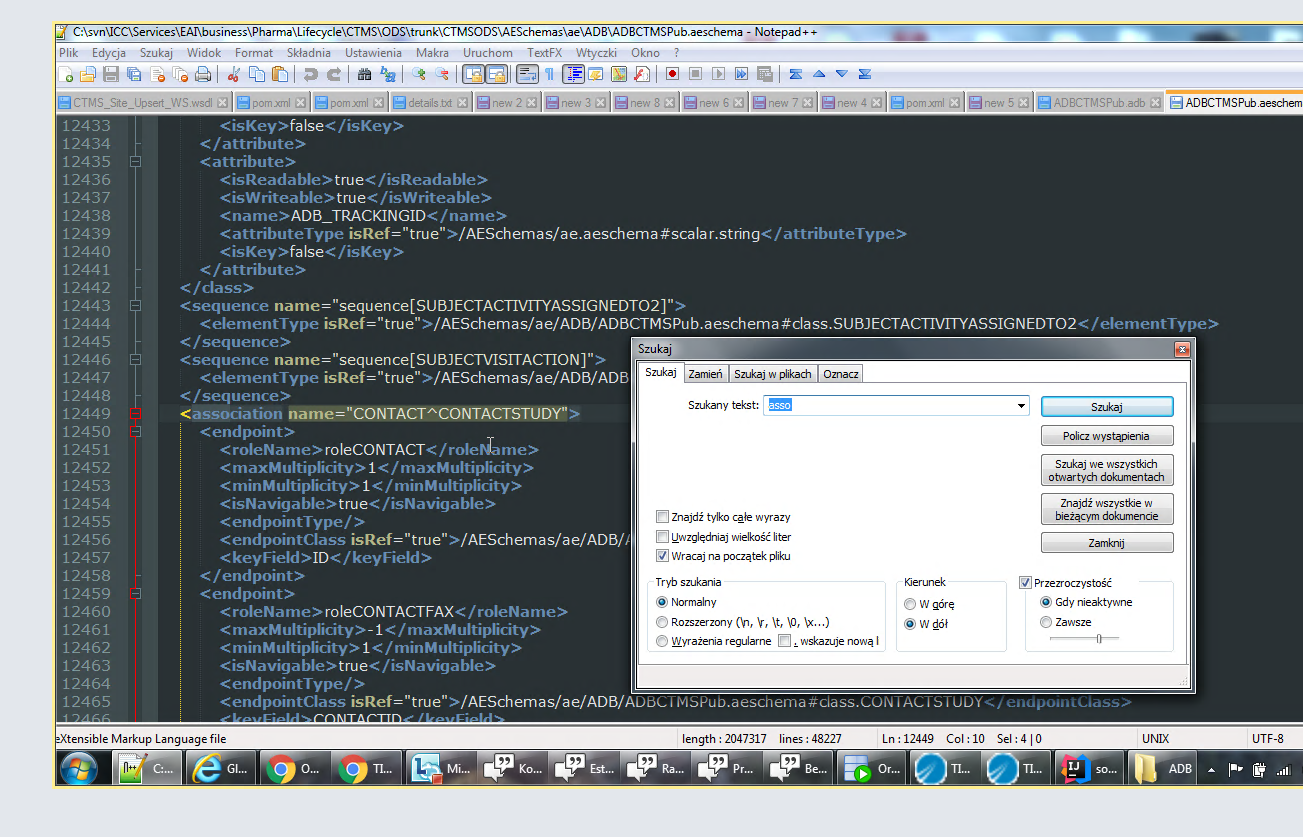 C:\svn\ICC\Services\EAI\business\Pharma\Lifecycle\CTMS\ODS\trunk\CTMSODS\AESchemas\ae\ADB\ADBCTMSPub.aeschema - Notepad++
Plik Edycja Szukaj Widok Format Składnia Ustawienia Makra Uruchom TextFX Wtyczki Okno ?
CTMS_Site_Upsert_WS.wsdl pom.xml pom.xml details.txt new 2 new 3 new 8 new 6 new 7 new 4 pom.xml new 5 ADBCTMSPub.adb ADBCTMSPub.aeschem
12433 <isKey>false</isKey>
12434 </attribute>
12435 <attribute>
12436 <isReadable>true</isReadable>
12437 <isWriteable>true</isWriteable>
12438 <name>ADB_TRACKINGID</name>
12439 <attributeType isRef="true">/AESchemas/ae.aeschema#scalar.string</attributeType>
12440 <isKey>false</isKey>
12441 </attribute>
12442 </class>
12443 <sequence name="sequence[SUBJECTACTIVITYASSIGNEDTO2]">
12444 <elementType isRef="true">/AESchemas/ae/ADB/ADBCTMSPub.aeschema#class.SUBJECTACTIVITYASSIGNEDTO2</elementType>
12445 </sequence>
12446 <sequence name="sequence[SUBJECTVISITACTION]">
12447 <elementType isRef="true">/AESchemas/ae/ADB/ADB
12448 </sequence>
12449 <association name="CONTACT^CONTACTSTUDY">
12450 <endpoint>
12451 <roleName>roleCONTACT</roleName>
12452 <maxMultiplicity>1</maxMultiplicity>
12453 <minMultiplicity>1</minMultiplicity>
12454 <isNavigable>true</isNavigable>
12455 <endpointType/>
12456 <endpointClass isRef="true">/AESchemas/ae/ADB/A
12457 <keyField>ID</keyField>
12458 </endpoint>
12459 <endpoint>
12460 <roleName>roleCONTACTFAX</roleName>
12461 <maxMultiplicity>-1</maxMultiplicity>
12462 <minMultiplicity>1</minMultiplicity>
12463 <isNavigable>true</isNavigable>
12464 <endpointType/>
12465 <endpointClass isRef="true">/AESchemas/ae/ADB/ADBCTMSPub.aeschema#class.CONTACTSTUDY</endpointClass>
12466 <keyField>CONTACTID</keyField>
Szukaj
Szukaj Zamień Szukaj w plikach Oznacz
Szukany tekst: asso
Szukaj
Policz wystąpienia
Szukaj we wszystkich
otwartych dokumentach
Znajdź wszystkie w
bieżącym dokumencie
Zamknij
Znajdź tylko całe wyrazy
Uwzględniaj wielkość liter
Wracaj na początek pliku
Tryb szukania
Normalny
Rozszerzony (\n, \r, \t, \0, \x...)
Wyrażenia regularne . wskazuje nową l
Kierunek
W górę
W dół
Przezroczystość
Gdy nieaktywne
Zawsze
eXtensible Markup Language file length : 2047317 lines : 48227 Ln : 12449 Col : 10 Sel : 4 | 0 UNIX UTF-8
C:... Gl... O... Tl... Mi... Ko... Est... Ra... Pr... Be... Or... TI... TI... so... ADB